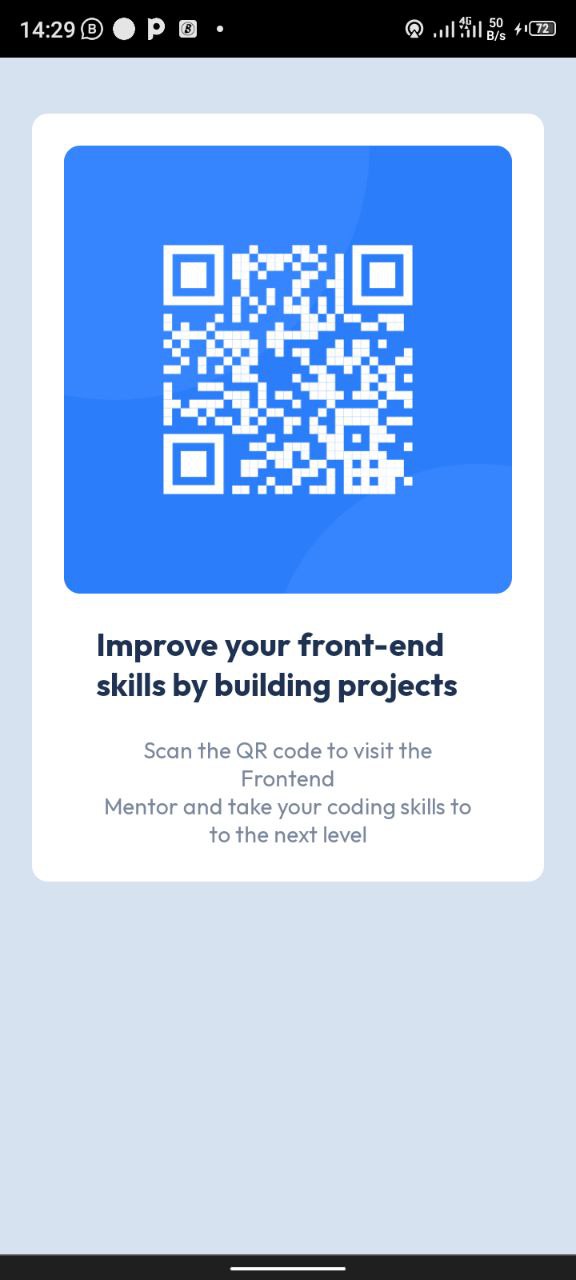 14:29
4G
50
B/s
72
Improve your front-end
skills by building projects
Scan the QR code to visit the
Frontend
Mentor and take your coding skills to
to the next level